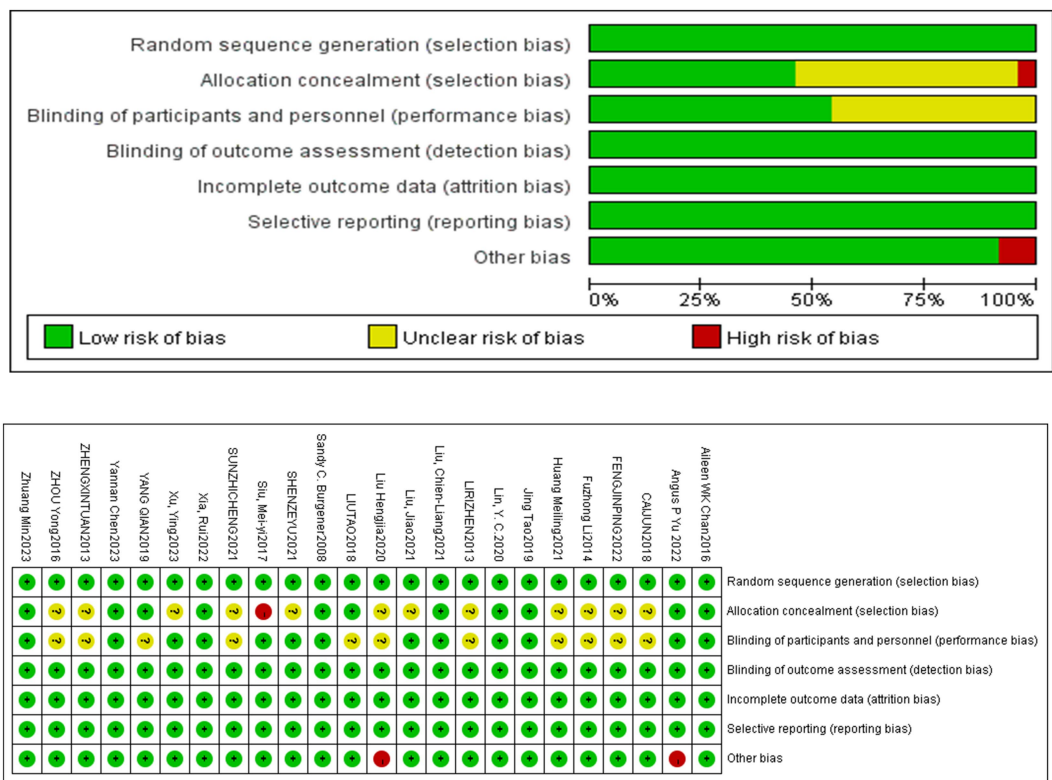 Random sequence generation (selection bias)
Allocation concealment (selection bias)
Blinding of participants and personnel (performance bias)
Blinding of outcome assessment (detection bias)
Incomplete outcome data (attrition bias)
Selective reporting (reporting bias)
Other bias
0% 25% 50% 75% 100%
Low risk of bias Unclear risk of bias High risk of bias
Zhuang Min2023
ZHOU Yong2016
ZHENGXINTUAN2013
Yannan Chen2023
YANG QIAN2019
Xu, Ying2023
Xia, Rui2022
SUNZHICHENG2021
Siu, Mei-yi2017
SHENZEYU2021
Sandy C. Burgener2008
LIUTAO2018
Liu Hengjia2020
Liu, Jiao2021
Liu, Chien-Liang2021
LIRIZHEN2013
Lin, Y. C.2020
Jing Tao2019
Huang Meiling2021
Fuzhong Li2014
FENGJINPING2022
CAIJUN2018
Angus P Yu 2022
Aileen WK Chan2016
+ + + + + + + + + + + + + + + + + + + + + + + + Random sequence generation (selection bias)
+ ? ? + + ? + ? - ? + + ? ? + ? + + ? ? ? ? + + Allocation concealment (selection bias)
+ ? ? + ? + + ? + + + ? ? + + ? + + ? ? ? ? + + Blinding of participants and personnel (performance bias)
+ + + + + + + + + + + + + + + + + + + + + + + + Blinding of outcome assessment (detection bias)
+ + + + + + + + + + + + + + + + + + + + + + + + Incomplete outcome data (attrition bias)
+ + + + + + + + + + + + + + + + + + + + + + + + Selective reporting (reporting bias)
+ + + + + + + + + + + + - + + + + + + + + + - + Other bias